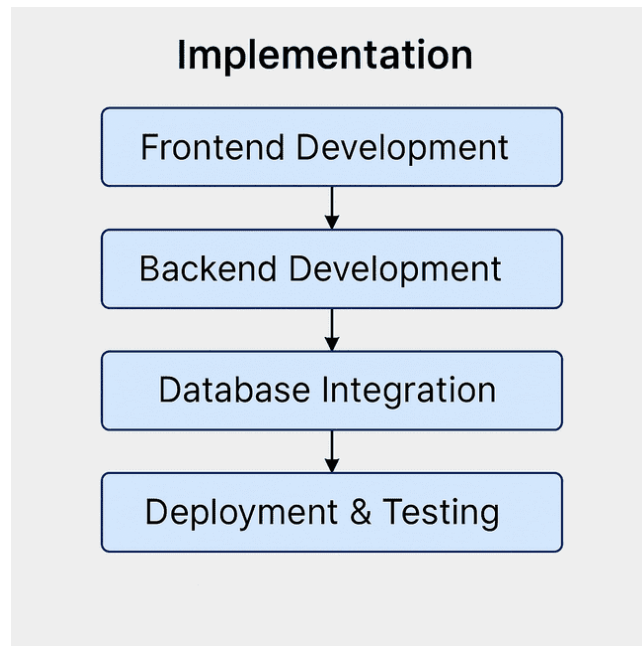 Implementation
Frontend Development
Backend Development
Database Integration
Deployment & Testing